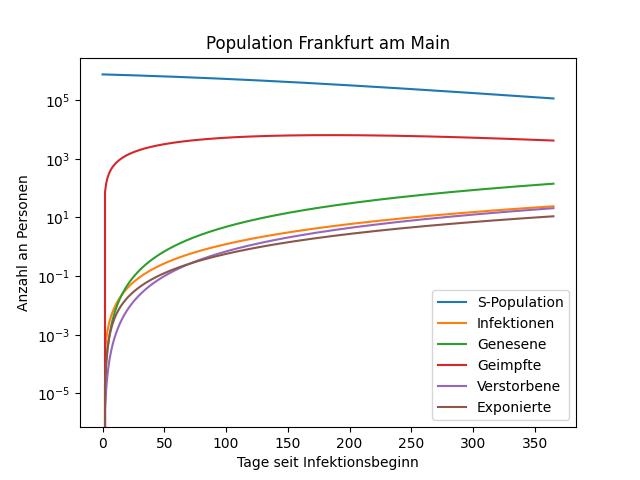 Population Frankfurt am Main
Anzahl an Personen
10^5
10^3
10^1
10^−1
10^−3
10^−5
S-Population
Infektionen
Genesene
Geimpfte
Verstorbene
Exponierte
0 50 100 150 200 250 300 350
Tage seit Infektionsbeginn